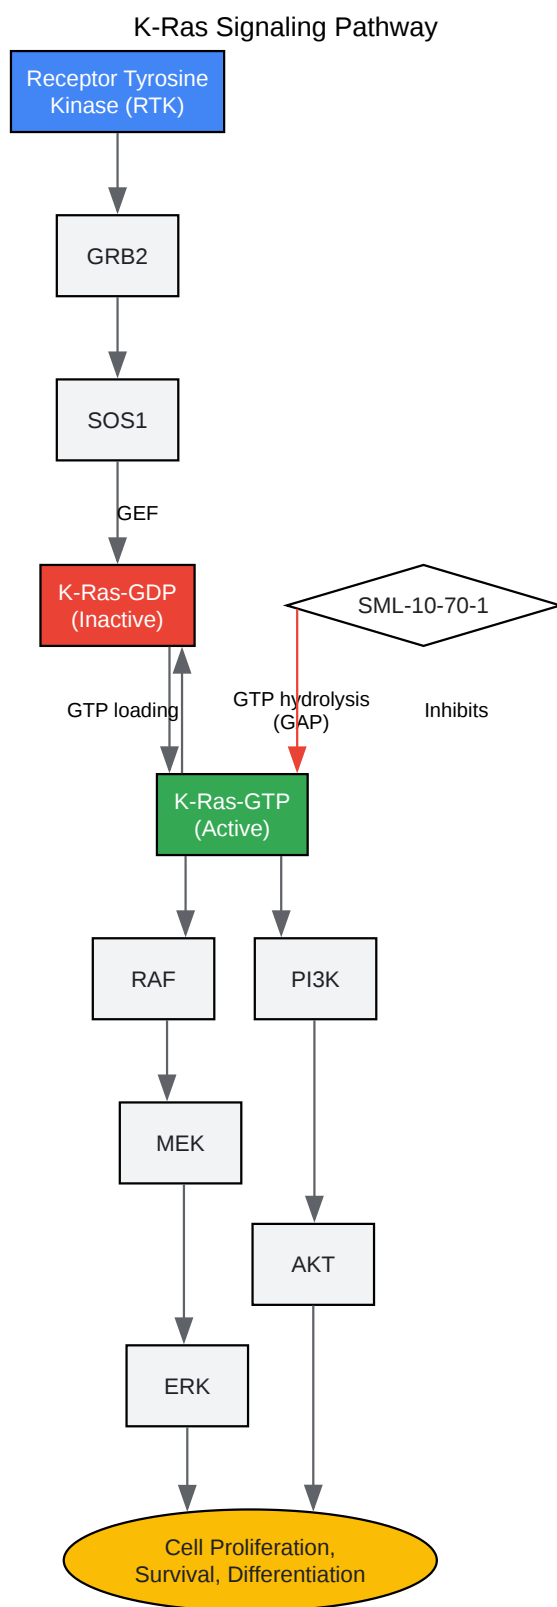 K-Ras Signaling Pathway
Receptor Tyrosine
Kinase (RTK)
GRB2
SOS1
GEF
K-Ras-GDP
(Inactive)
SML-10-70-1
GTP loading
GTP hydrolysis
(GAP)
Inhibits
K-Ras-GTP
(Active)
RAF
PI3K
MEK
AKT
ERK
Cell Proliferation,
Survival, Differentiation